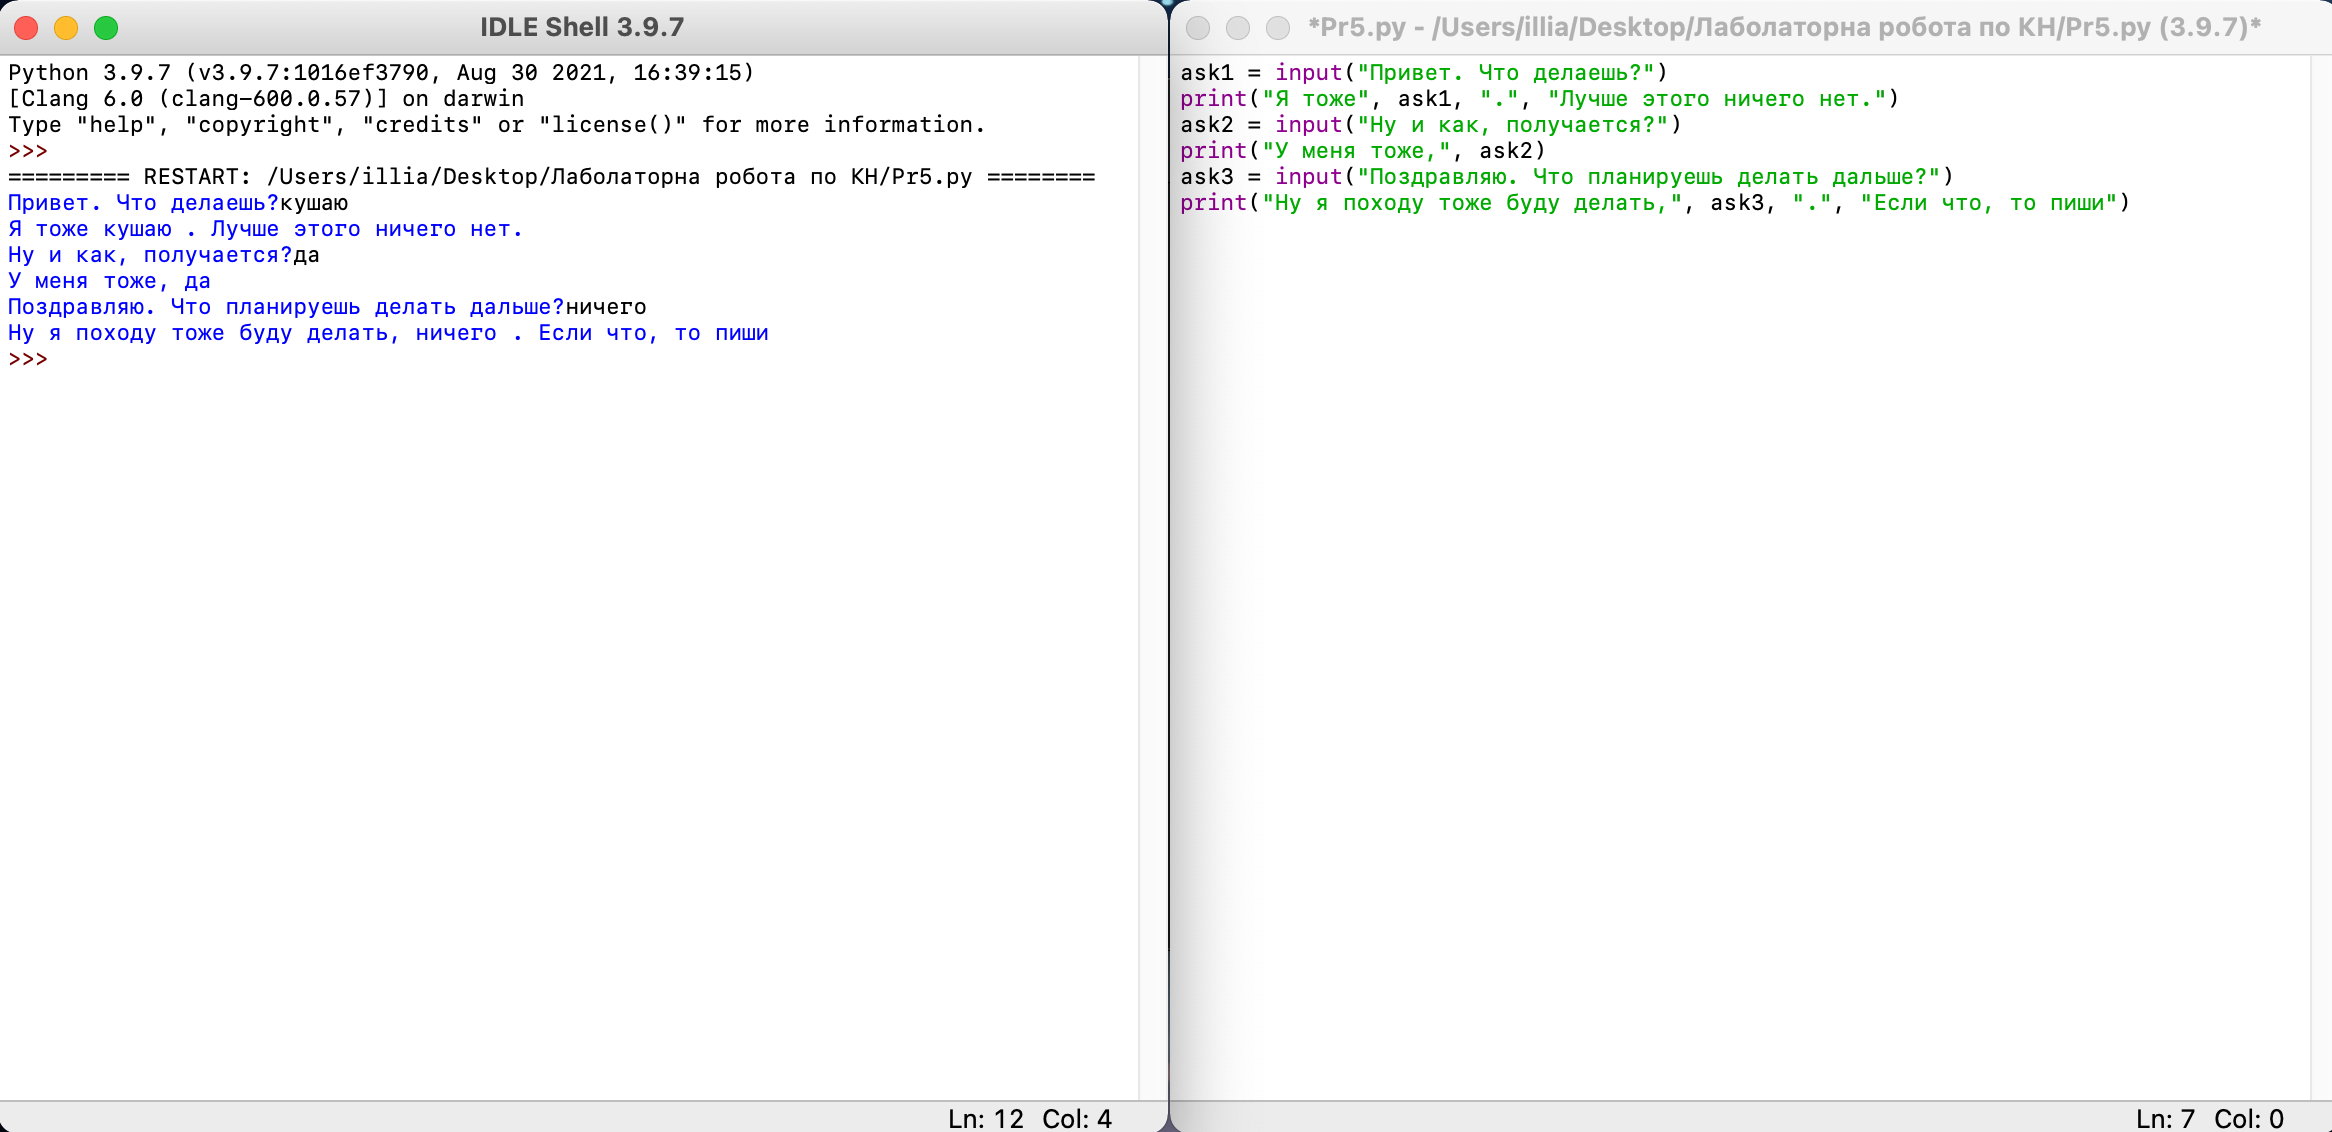 IDLE Shell 3.9.7
Python 3.9.7 (v3.9.7:1016ef3790, Aug 30 2021, 16:39:15)
[Clang 6.0 (clang-600.0.57)] on darwin
Type "help", "copyright", "credits" or "license()" for more information.
>>>
========= RESTART: /Users/illia/Desktop/Лаболаторна робота по КН/Pr5.py ========
Привет. Что делаешь?кушаю
Я тоже кушаю . Лучше этого ничего нет.
Ну и как, получается?да
У меня тоже, да
Поздравляю. Что планируешь делать дальше?ничего
Ну я походу тоже буду делать, ничего . Если что, то пиши
>>>
Ln: 12 Col: 4
*Pr5.py - /Users/illia/Desktop/Лаболаторна робота по КН/Pr5.py (3.9.7)*
ask1 = input("Привет. Что делаешь?")
print("Я тоже", ask1, ".", "Лучше этого ничего нет.")
ask2 = input("Ну и как, получается?")
print("У меня тоже,", ask2)
ask3 = input("Поздравляю. Что планируешь делать дальше?")
print("Ну я походу тоже буду делать,", ask3, ".", "Если что, то пиши")
Ln: 7 Col: 0